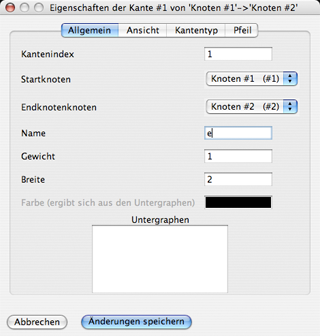 Eigenschaften der Kante #1 von 'Knoten #1'->'Knoten #2'
Allgemein Ansicht Kantentyp Pfeil
Kantenindex 1
Startknoten Knoten #1 (#1)
Endknotenknoten Knoten #2 (#2)
Name e
Gewicht 1
Breite 2
Farbe (ergibt sich aus den Untergraphen)
Untergraphen
Abbrechen Änderungen speichern